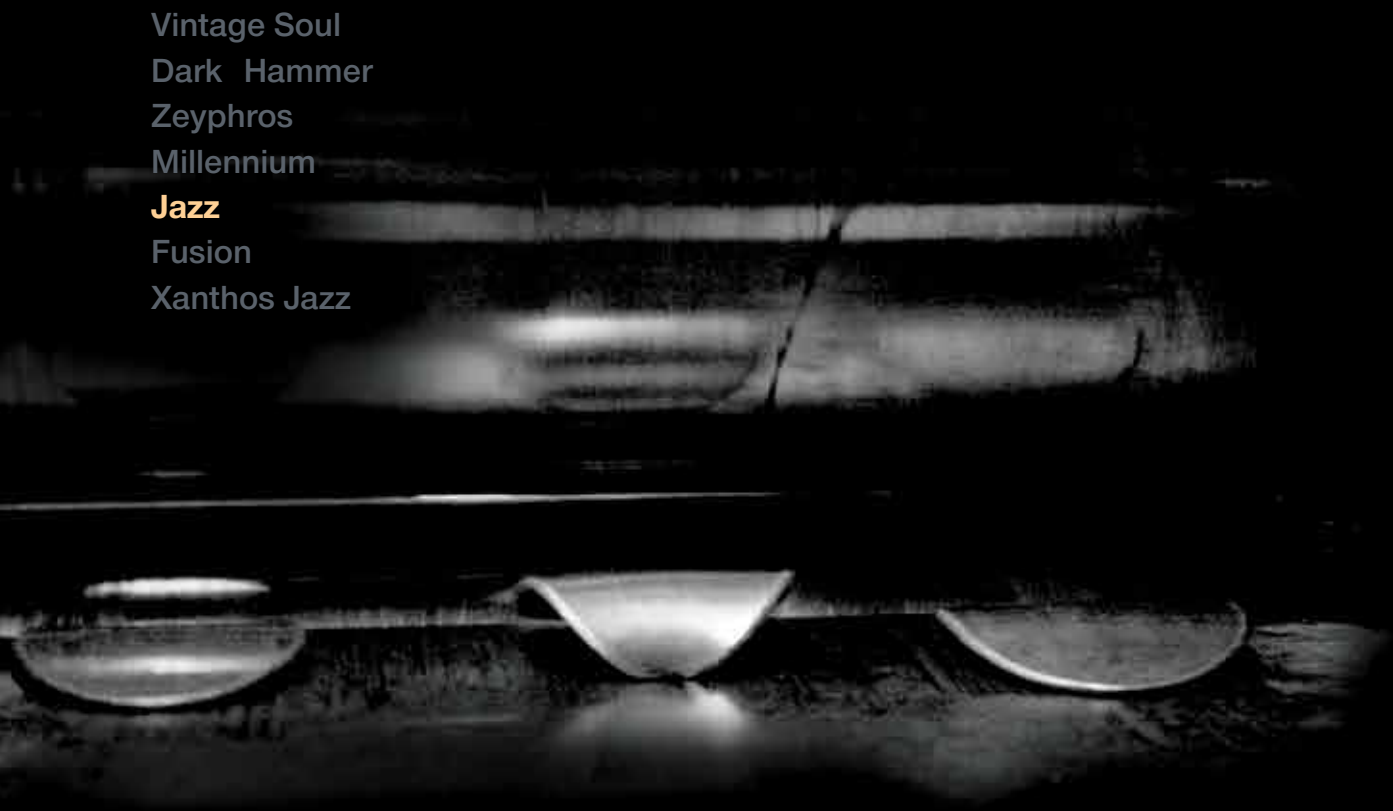 Vintage Soul
Dark  Hammer
Zeyphros
Millennium
Jazz
Fusion
Xanthos Jazz